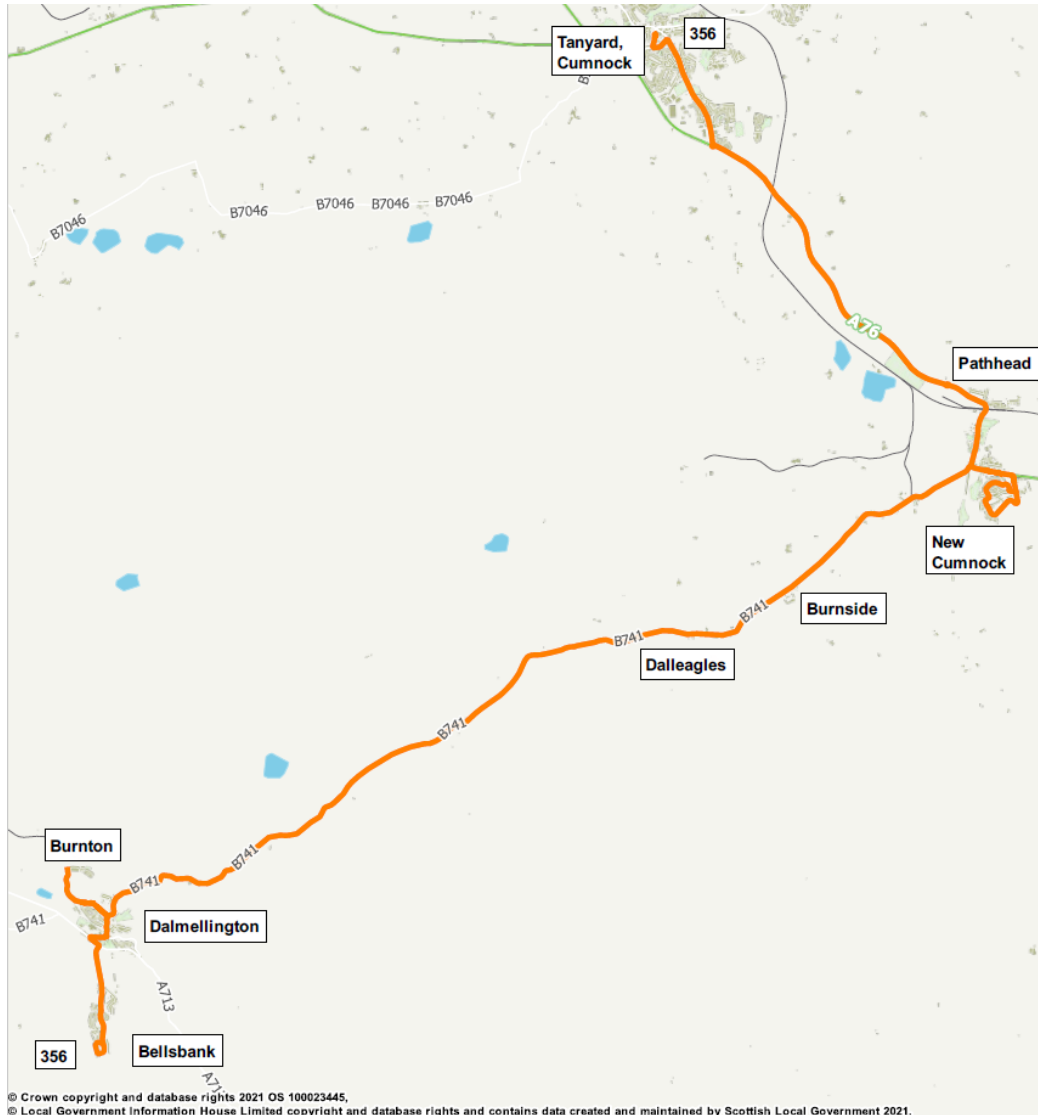 Tanyard,
Cumnock
356
B7046
B7046
B7046
B7046
B7046
A76
Pathhead
New
Cumnock
B741
Burnside
B741
Dalleagles
B741
B741
Burnton
B741
B741
Dalmellington
A713
356
Bellsbank
© Crown copyright and database rights 2021 OS 100023445,
© Local Government Information House Limited copyright and database rights and contains data created and maintained by Scottish Local Government 2021.